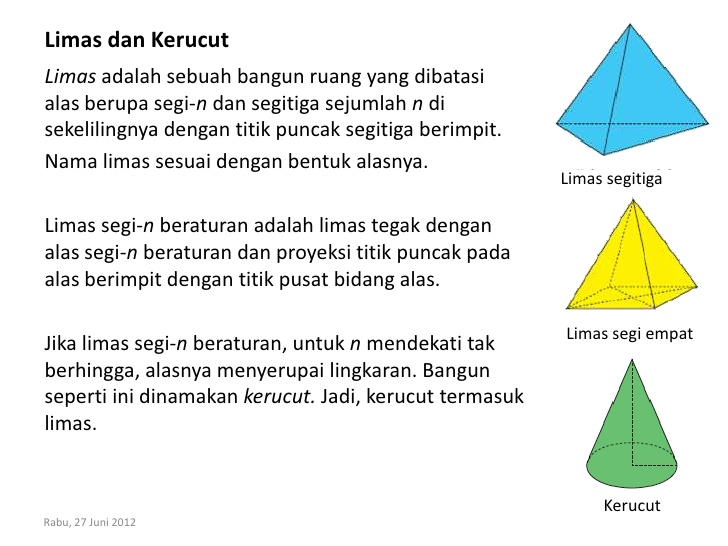 Limas dan Kerucut
Limas adalah sebuah bangun ruang yang dibatasi
alas berupa segi-n dan segitiga sejumlah n di
sekelilingnya dengan titik puncak segitiga berimpit.
Nama limas sesuai dengan bentuk alasnya.
Limas segi-n beraturan adalah limas tegak dengan
alas segi-n beraturan dan proyeksi titik puncak pada
alas berimpit dengan titik pusat bidang alas.
Jika limas segi-n beraturan, untuk n mendekati tak
berhingga, alasnya menyerupai lingkaran. Bangun
seperti ini dinamakan kerucut. Jadi, kerucut termasuk
limas.
Limas segitiga
Limas segi empat
Kerucut
Rabu, 27 Juni 2012